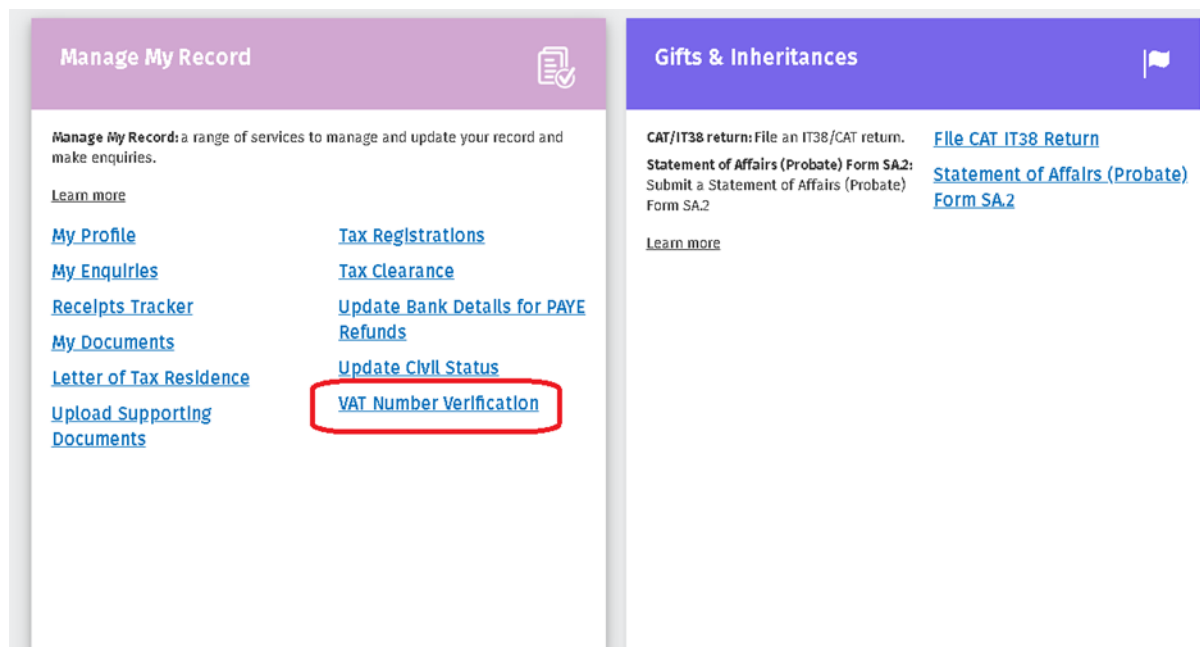 Manage My Record
Manage My Record: a range of services to manage and update your record and
make enquiries.
Learn more
My Profile
My Enquiries
Receipts Tracker
My Documents
Letter of Tax Residence
Upload Supporting
Documents
Tax Registrations
Tax Clearance
Update Bank Details for PAYE
Refunds
Update Civil Status
VAT Number Verification
Gifts & Inheritances
CAT/IT38 return: File an IT38/CAT return.
Statement of Affairs (Probate) Form SA.2:
Submit a Statement of Affairs (Probate)
Form SA.2
Learn more
File CAT IT38 Return
Statement of Affairs (Probate)
Form SA.2